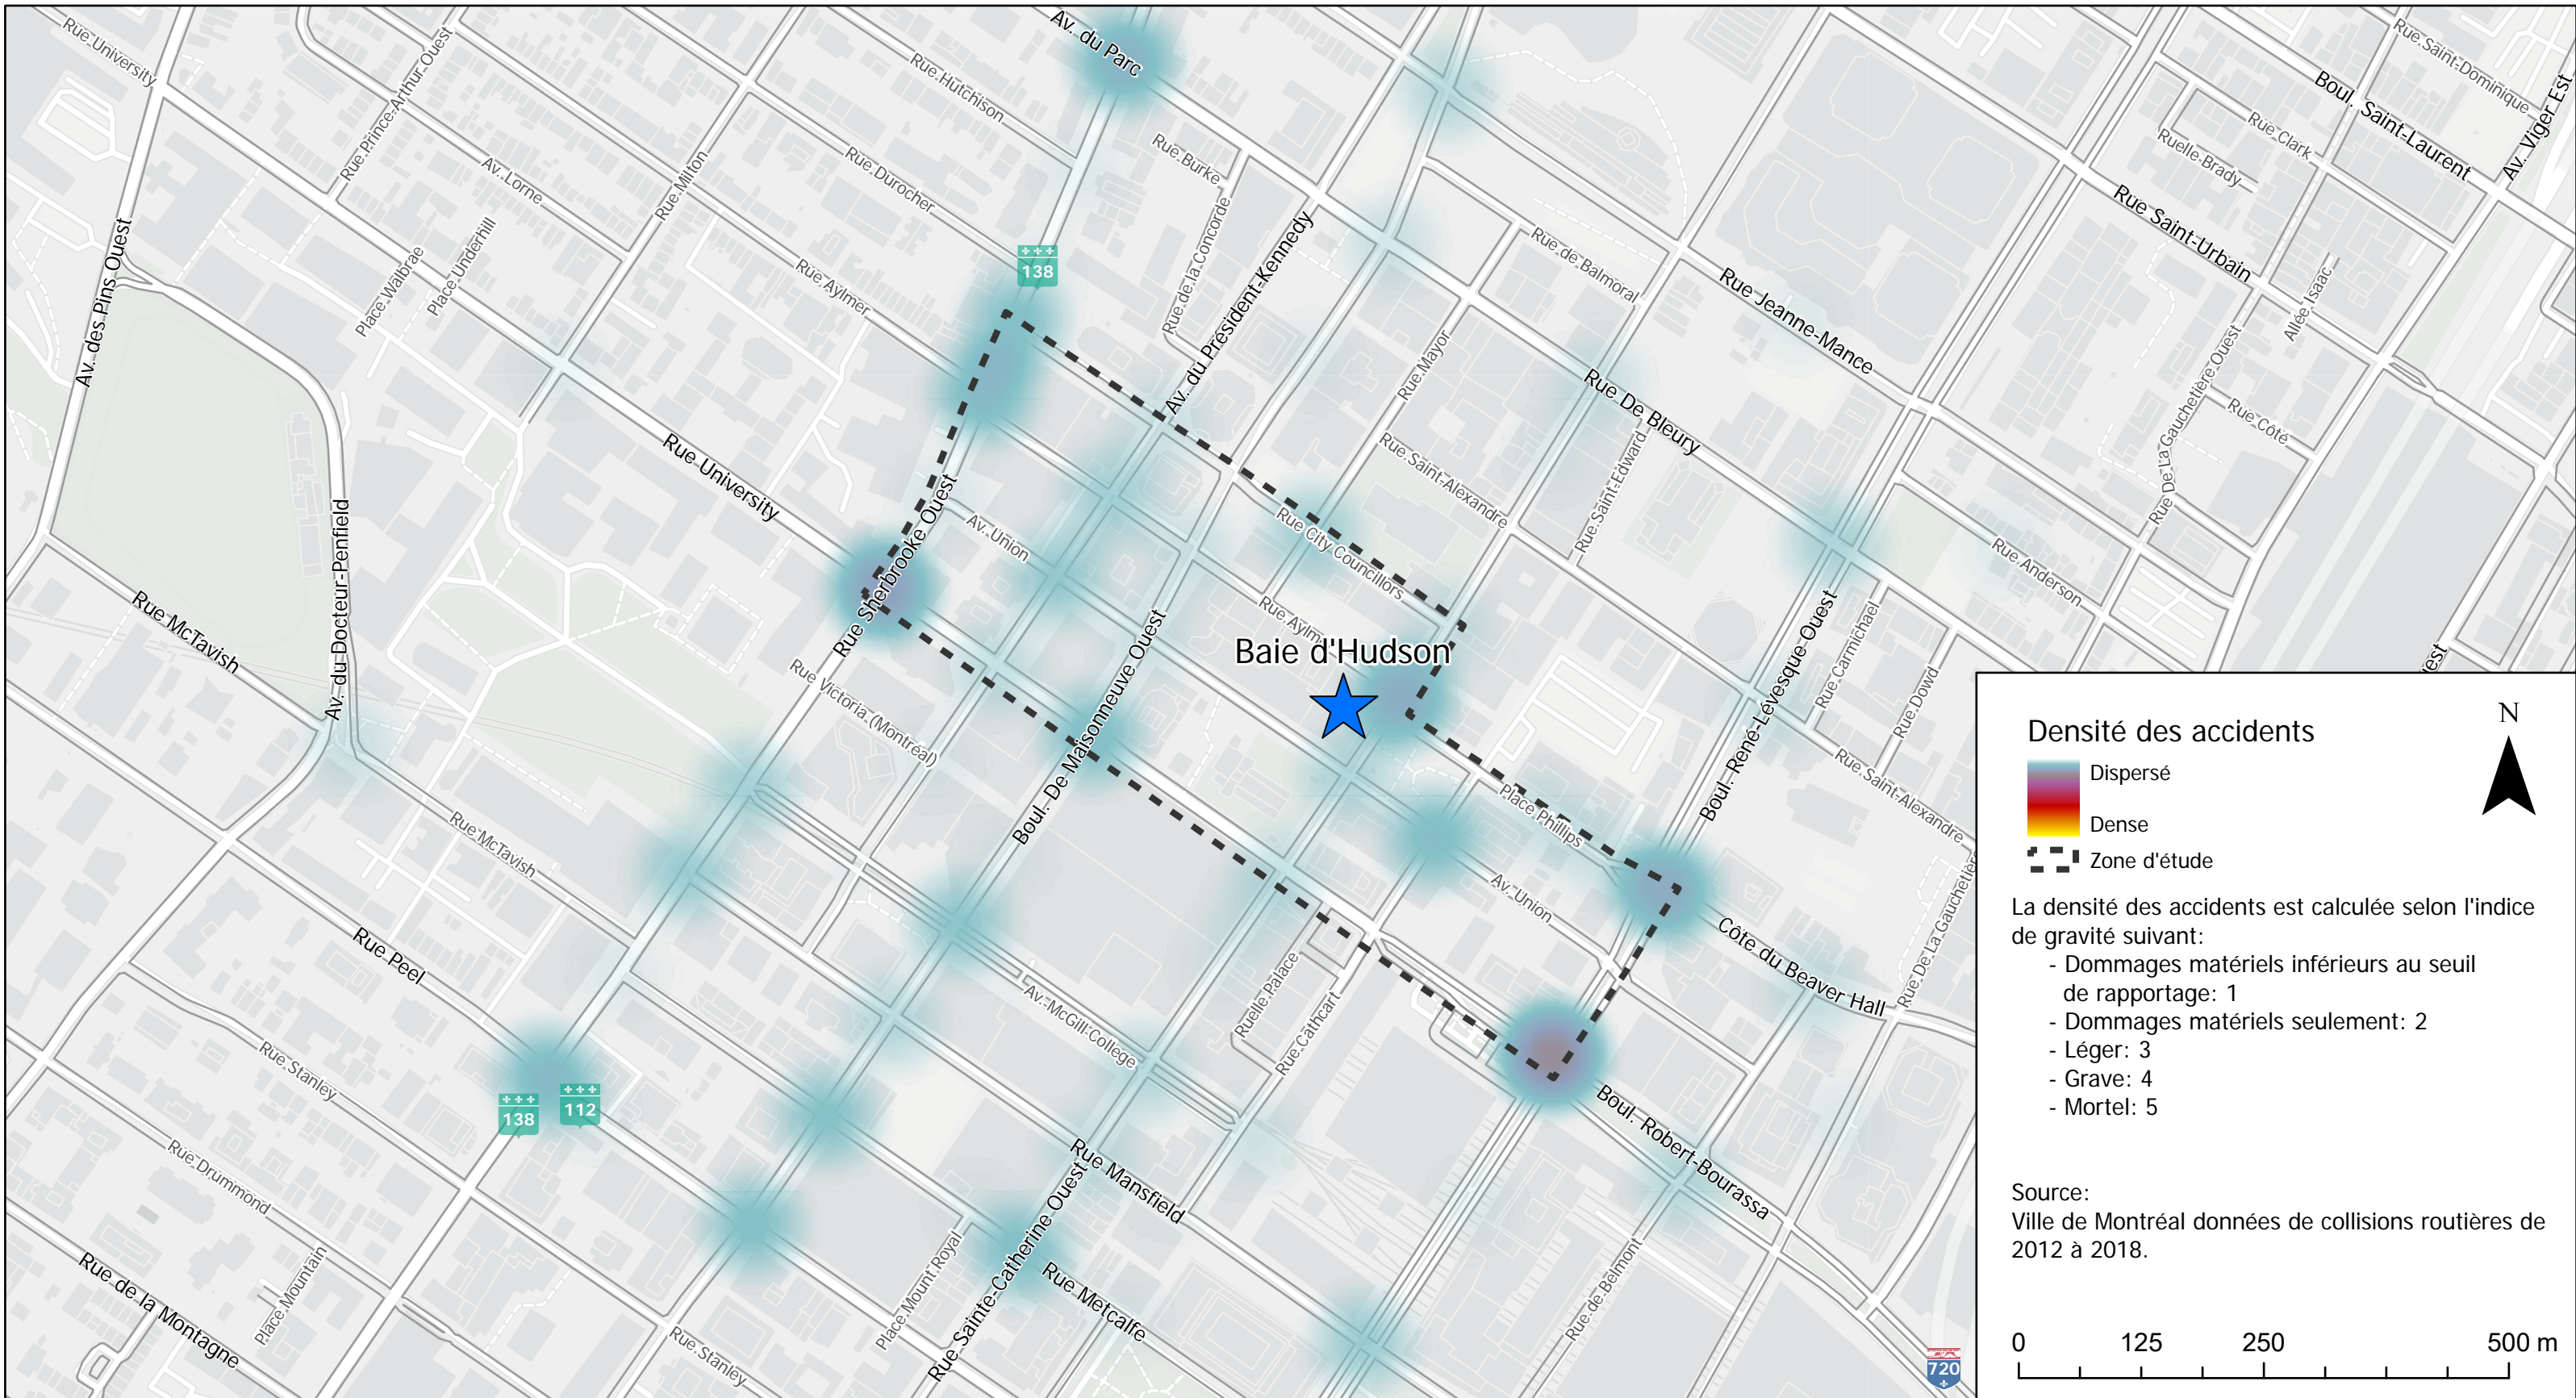 Av. du Parc
Rue University
Rue Prince-Arthur Ouest
Rue Hutchison
Rue Saint-Dominique
Boul. Saint-Laurent
Av. Viger Est
Rue Clark
Ruelle Brady
Rue Burke
Rue Durocher
Av. Lorne
Rue Milton
Rue Saint-Urbain
Place Walbrae
Place Underhill
Av. des Pins Ouest
Rue Aylmer
138
Rue de la Concorde
Av. du Président-Kennedy
Rue de Balmoral
Rue Jeanne-Mance
Allée Isaac
Rue De La Gauchetière Ouest
Rue Mayor
Rue De Bleury
Rue Côté
Rue University
Rue Saint-Alexandre
Rue Saint-Edward
Av. du Docteur-Penfield
Rue Sherbrooke Ouest
Av. Union
Rue City Councillors
Rue Anderson
Rue McTavish
Rue Aylm
Baie d'Hudson
Boul. De Maisonneuve Ouest
Rue Victoria (Montréal)
Boul. René-Lévesque Ouest
Rue Carmichael
Rue Dowd
uest
Rue Saint-Alexandre
Place Phillips
Rue McTavish
Av. Union
Rue Peel
Côte du Beaver Hall
Rue De La Gauchetière
Ruelle Palace
Rue Cathcart
Av. McGill College
Rue Stanley
138
112
Boul. Robert-Bourassa
Rue Drummond
Rue Mansfield
Rue Sainte-Catherine Ouest
Place Mount Royal
Rue Metcalfe
Rue de Belmont
Rue de la Montagne
Place Mountain
Rue Stanley
720
N
Densité des accidents
Dispersé
Dense
Zone d'étude
La densité des accidents est calculée selon l'indice
de gravité suivant:
- Dommages matériels inférieurs au seuil
de rapportage: 1
- Dommages matériels seulement: 2
- Léger: 3
- Grave: 4
- Mortel: 5
Source:
Ville de Montréal données de collisions routières de
2012 à 2018.
0 125 250 500 m